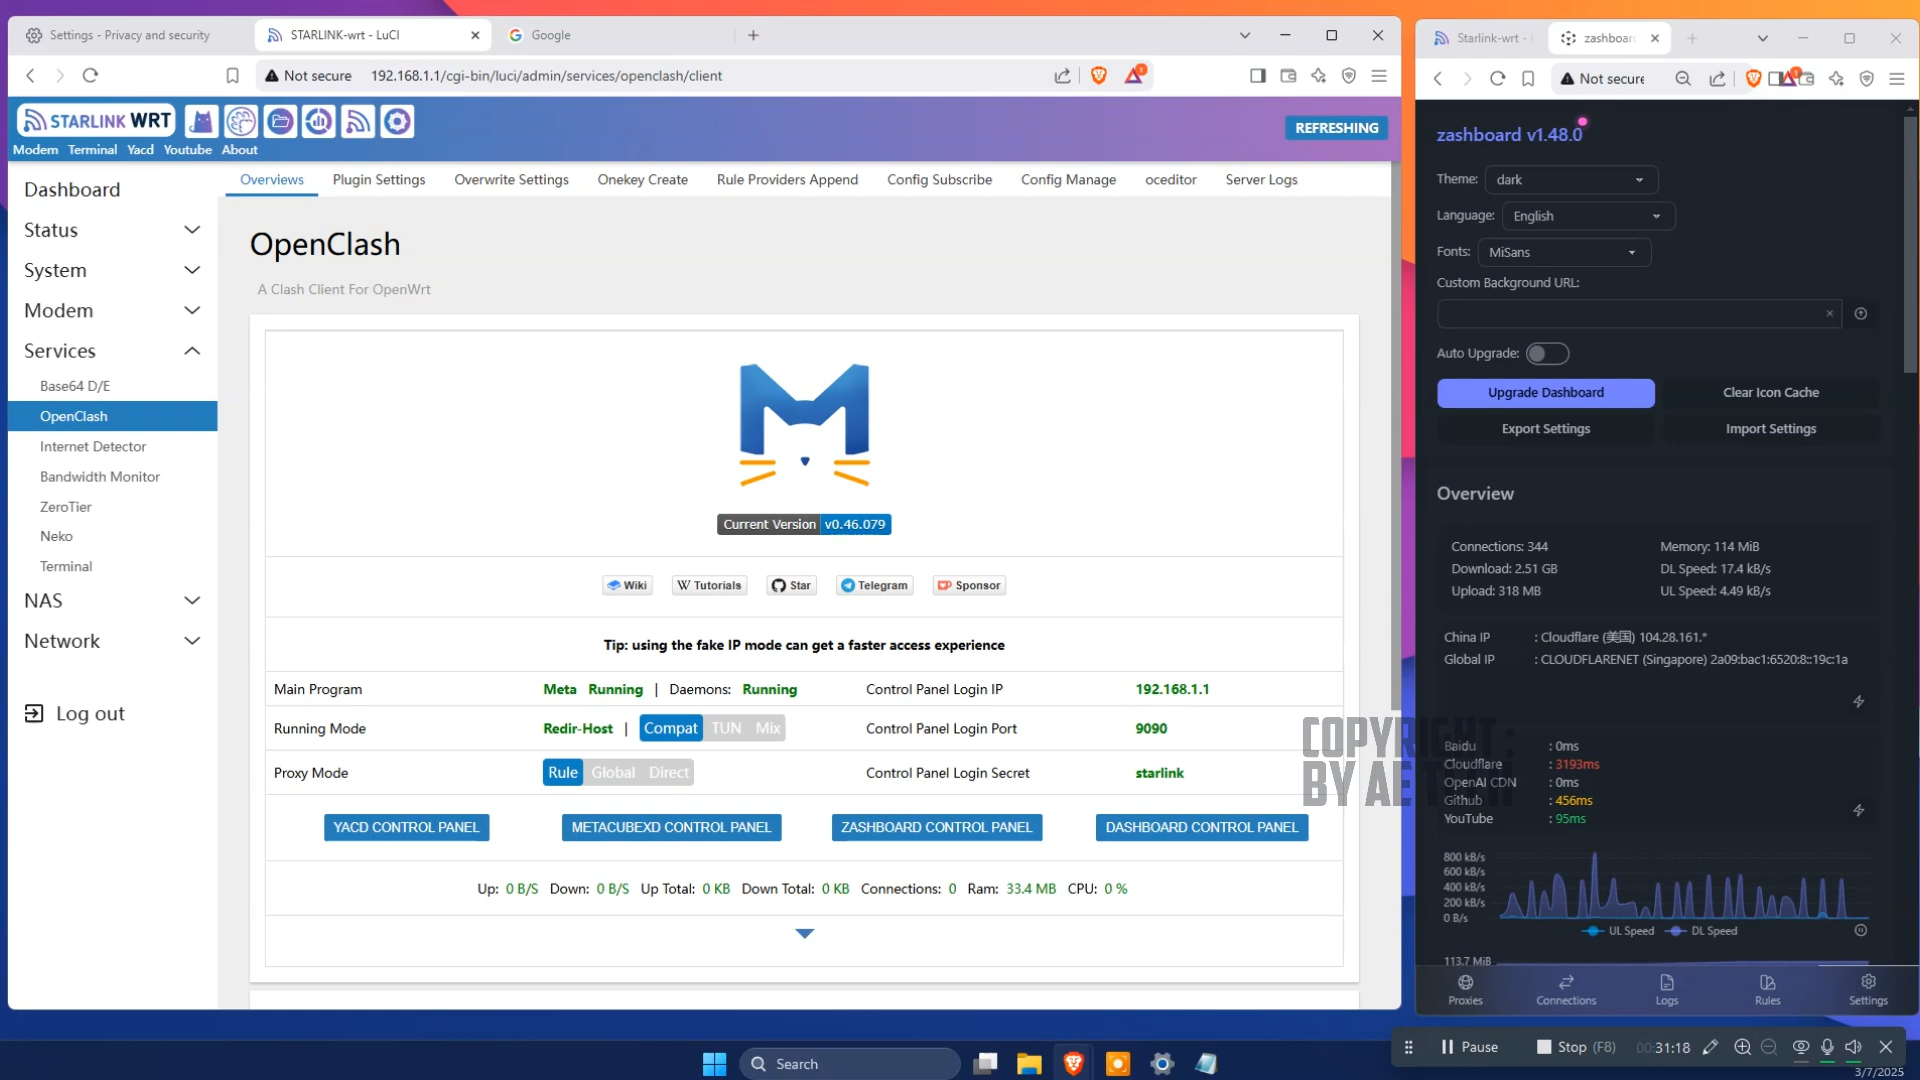 Settings - Privacy and security
STARLINK-wrt - LuCI
Google
Not secure 192.168.1.1/cgi-bin/luci/admin/services/openclash/client
STARLINK WRT
REFRESHING
Modem Terminal Yacd Youtube About
Dashboard
Status
System
Modem
Services
Base64 D/E
OpenClash
Internet Detector
Bandwidth Monitor
ZeroTier
Neko
Terminal
NAS
Network
Log out
Overviews Plugin Settings Overwrite Settings Onekey Create Rule Providers Append Config Subscribe Config Manage oceditor Server Logs
OpenClash
A Clash Client For OpenWrt
Current Version v0.46.079
Wiki Tutorials Star Telegram Sponsor
Tip: using the fake IP mode can get a faster access experience
Main Program Meta Running | Daemons: Running Control Panel Login IP 192.168.1.1
Running Mode Redir-Host | Compat TUN Mix Control Panel Login Port 9090
Proxy Mode Rule Global Direct Control Panel Login Secret starlink
YACD CONTROL PANEL METACUBEXD CONTROL PANEL ZASHBOARD CONTROL PANEL DASHBOARD CONTROL PANEL
Up: 0 B/S Down: 0 B/S Up Total: 0 KB Down Total: 0 KB Connections: 0 Ram: 33.4 MB CPU: 0 %
Starlink-wrt -
zashboard
Not secure
zashboard v1.48.0
Theme: dark
Language: English
Fonts: MiSans
Custom Background URL:
Auto Upgrade:
Upgrade Dashboard Clear Icon Cache
Export Settings Import Settings
Overview
Connections: 344 Memory: 114 MiB
Download: 2.51 GB DL Speed: 17.4 kB/s
Upload: 318 MB UL Speed: 4.49 kB/s
China IP : Cloudflare (美国) 104.28.161.*
Global IP : CLOUDFLARENET (Singapore) 2a09:bac1:6520:8::19c:1a
COPYRIGHT :
BY
Baidu : 0ms
Cloudflare : 3193ms
OpenAI CDN : 0ms
Github : 456ms
YouTube : 95ms
800 kB/s
600 kB/s
400 kB/s
200 kB/s
0 B/s
UL Speed DL Speed
113.7 MiB
Proxies Connections Logs Rules Settings
Pause Stop (F8) 00:31:18
Search
3/7/2025